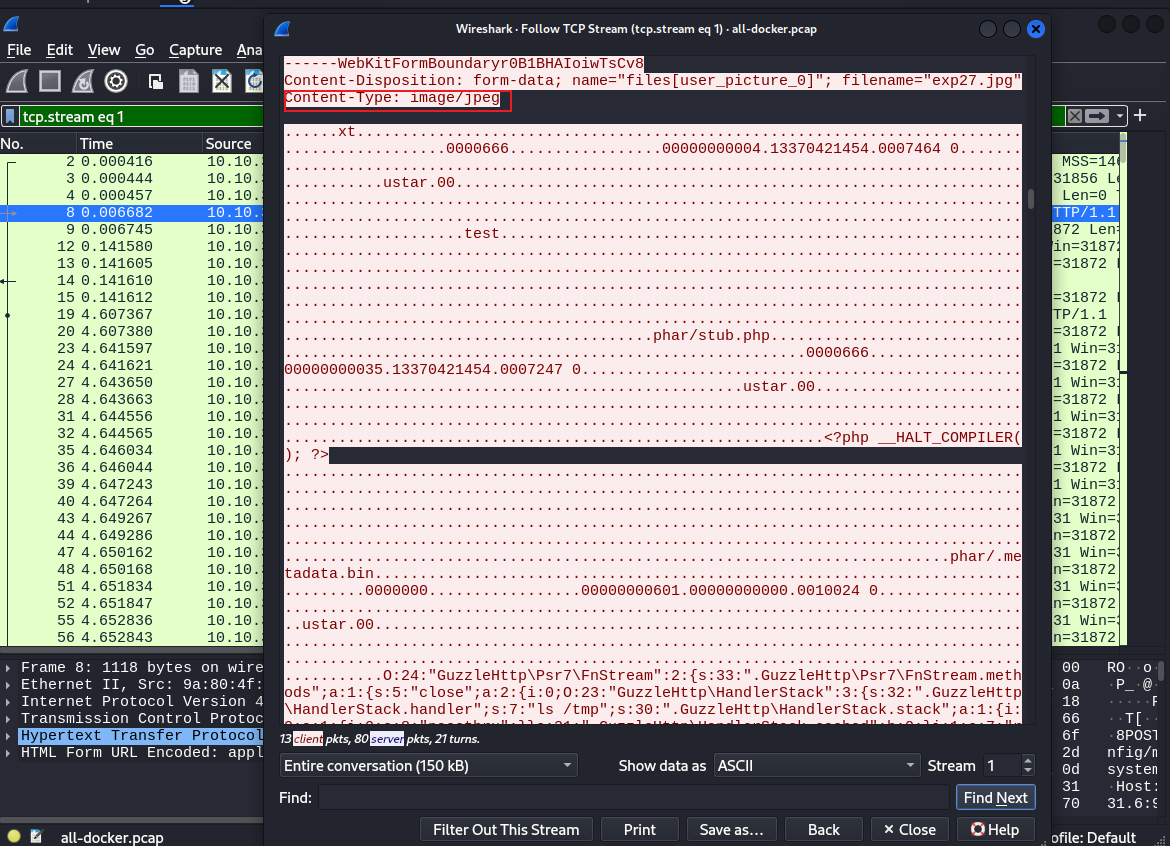 Wireshark · Follow TCP Stream (tcp.stream eq 1) · all-docker.pcap
File Edit View Go Capture Ana
tcp.stream eq 1
No. Time Source
2 0.000416 10.10.
3 0.000444 10.10.
4 0.000457 10.10.
8 0.006682 10.10.
9 0.006745 10.10.
12 0.141580 10.10.
13 0.141605 10.10.
14 0.141610 10.10.
15 0.141612 10.10.
19 4.607367 10.10.
20 4.607380 10.10.
23 4.641597 10.10.
24 4.641621 10.10.
27 4.643650 10.10.
28 4.643663 10.10.
31 4.644556 10.10.
32 4.644565 10.10.
35 4.646034 10.10.
36 4.646044 10.10.
39 4.647243 10.10.
40 4.647264 10.10.
43 4.649267 10.10.
44 4.649286 10.10.
47 4.650162 10.10.
48 4.650168 10.10.
51 4.651834 10.10.
52 4.651847 10.10.
55 4.652836 10.10.
56 4.652843 10.10.
Frame 8: 1118 bytes on wire
Ethernet II, Src: 9a:80:4f:
Internet Protocol Version 4
Transmission Control Protoc
Hypertext Transfer Protocol
HTML Form URL Encoded: appl
all-docker.pcap
------WebKitFormBoundaryr0B1BHAIoiwTsCv8
Content-Disposition: form-data; name="files[user_picture_0]"; filename="exp27.jpg"
Content-Type: image/jpeg
......xt
0000666..................00000000004.13370421454.0007464 0
ustar.00
test
phar/stub.php
0000666
00000000035.13370421454.0007247 0
ustar.00
<?php __HALT_COMPILER(
); ?>
phar/.me
tadata.bin
0000000..................00000000601.00000000000.0010024 0
..ustar.00
O:24:"GuzzleHttp\Psr7\FnStream":2:{s:33:".GuzzleHttp\Psr7\FnStream.meth
ods";a:1:{s:5:"close";a:2:{i:0;O:23:"GuzzleHttp\HandlerStack":3:{s:32:".GuzzleHttp
\HandlerStack.handler";s:7:"ls /tmp";s:30:".GuzzleHttp\HandlerStack.stack";a:1:{i:
13 client pkts, 80 server pkts, 21 turns.
Entire conversation (150 kB) Show data as ASCII Stream 1
Find: Find Next
Filter Out This Stream Print Save as… Back Close Help
MSS=146
31856 Le
Len=0
TTP/1.1
872 Len=
Win=3187
=31872
=31872
TTP/1.1
=31872
1 Win=31
=31872
1 Win=31
=31872
1 Win=31
=31872
1 Win=31
=31872
1 Win=31
=31872
31 Win=3
n=31872
31 Win=3
n=31872
31 Win=3
n=31872
31 Win=3
n=31872
00 RO··o·
0a ·P_·@·
18
66 ··T[··
6f ·8POST
2d nfig/m
0d system
31 ·Host:
70 31.6:9
ofile: Default